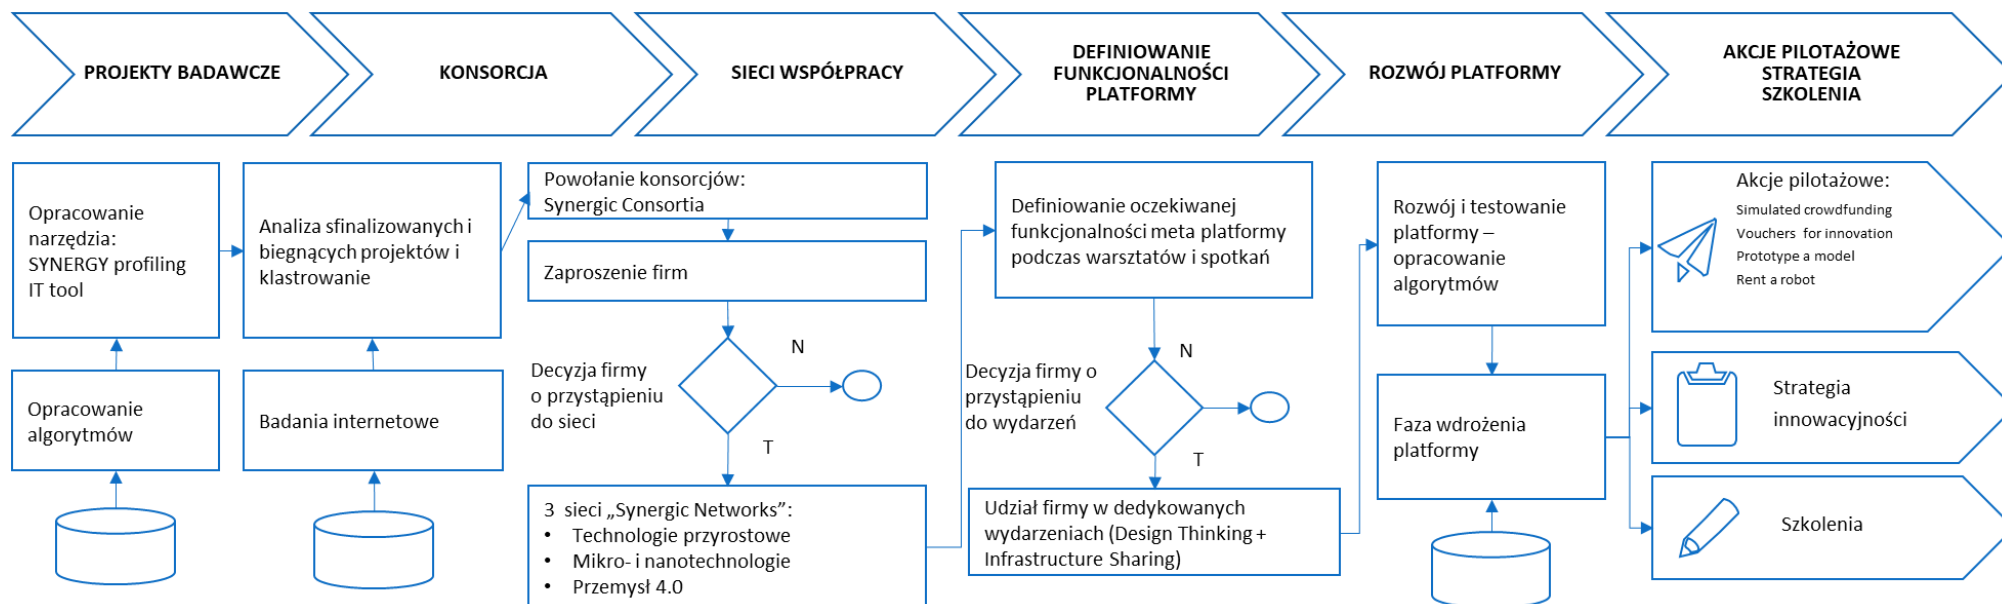 PROJEKTY BADAWCZE
KONSORCJA
SIECI WSPÓŁPRACY
DEFINIOWANIE
FUNKCJONALNOŚCI
PLATFORMY
ROZWÓJ PLATFORMY
AKCJE PILOTAŻOWE
STRATEGIA
SZKOLENIA
Opracowanie
narzędzia:
SYNERGY profiling
IT tool
Opracowanie
algorytmów
Analiza sfinalizowanych i
biegnących projektów i
klastrowanie
Badania internetowe
Powołanie konsorcjów:
Synergic Consortia
Zaproszenie firm
N
Decyzja firmy
o przystąpieniu
do sieci
T
3 sieci „Synergic Networks”:
• Technologie przyrostowe
• Mikro- i nanotechnologie
• Przemysł 4.0
Definiowanie oczekiwanej
funkcjonalności meta platformy
podczas warsztatów i spotkań
N
Decyzja firmy o
przystąpieniu
do wydarzeń
T
Udział firmy w dedykowanych
wydarzeniach (Design Thinking +
Infrastructure Sharing)
Rozwój i testowanie
platformy –
opracowanie
algorytmów
Faza wdrożenia
platformy
Akcje pilotażowe:
Simulated crowdfunding
Vouchers for innovation
Prototype a model
Rent a robot
Strategia
innowacyjności
Szkolenia